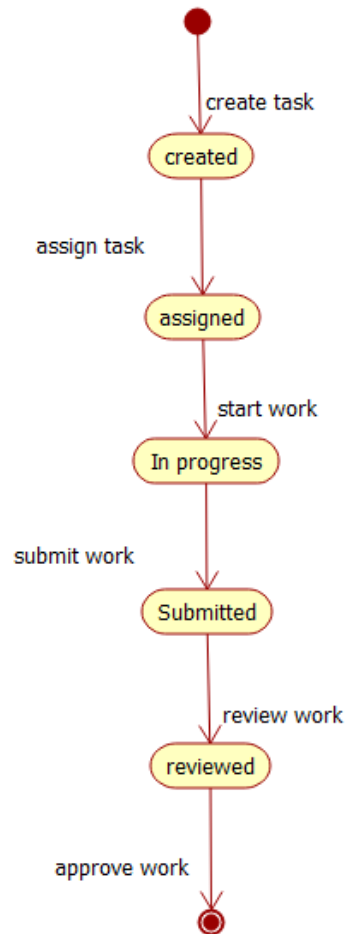 create task
created
assign task
assigned
start work
In progress
submit work
Submitted
review work
reviewed
approve work